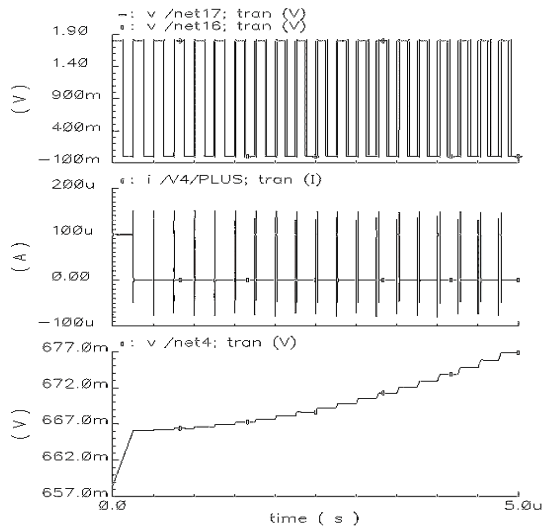 −: v /net17; tran (V)
▫: v /net16; tran (V)
1.90
1.40
900m
400m
−100m
(V)
▫: i /V4/PLUS; tran (I)
200u
100u
0.00
−100u
(A)
▫: v /net4; tran (V)
677.0m
672.0m
667.0m
662.0m
657.0m
(V)
0.0
5.0u
time ( s )